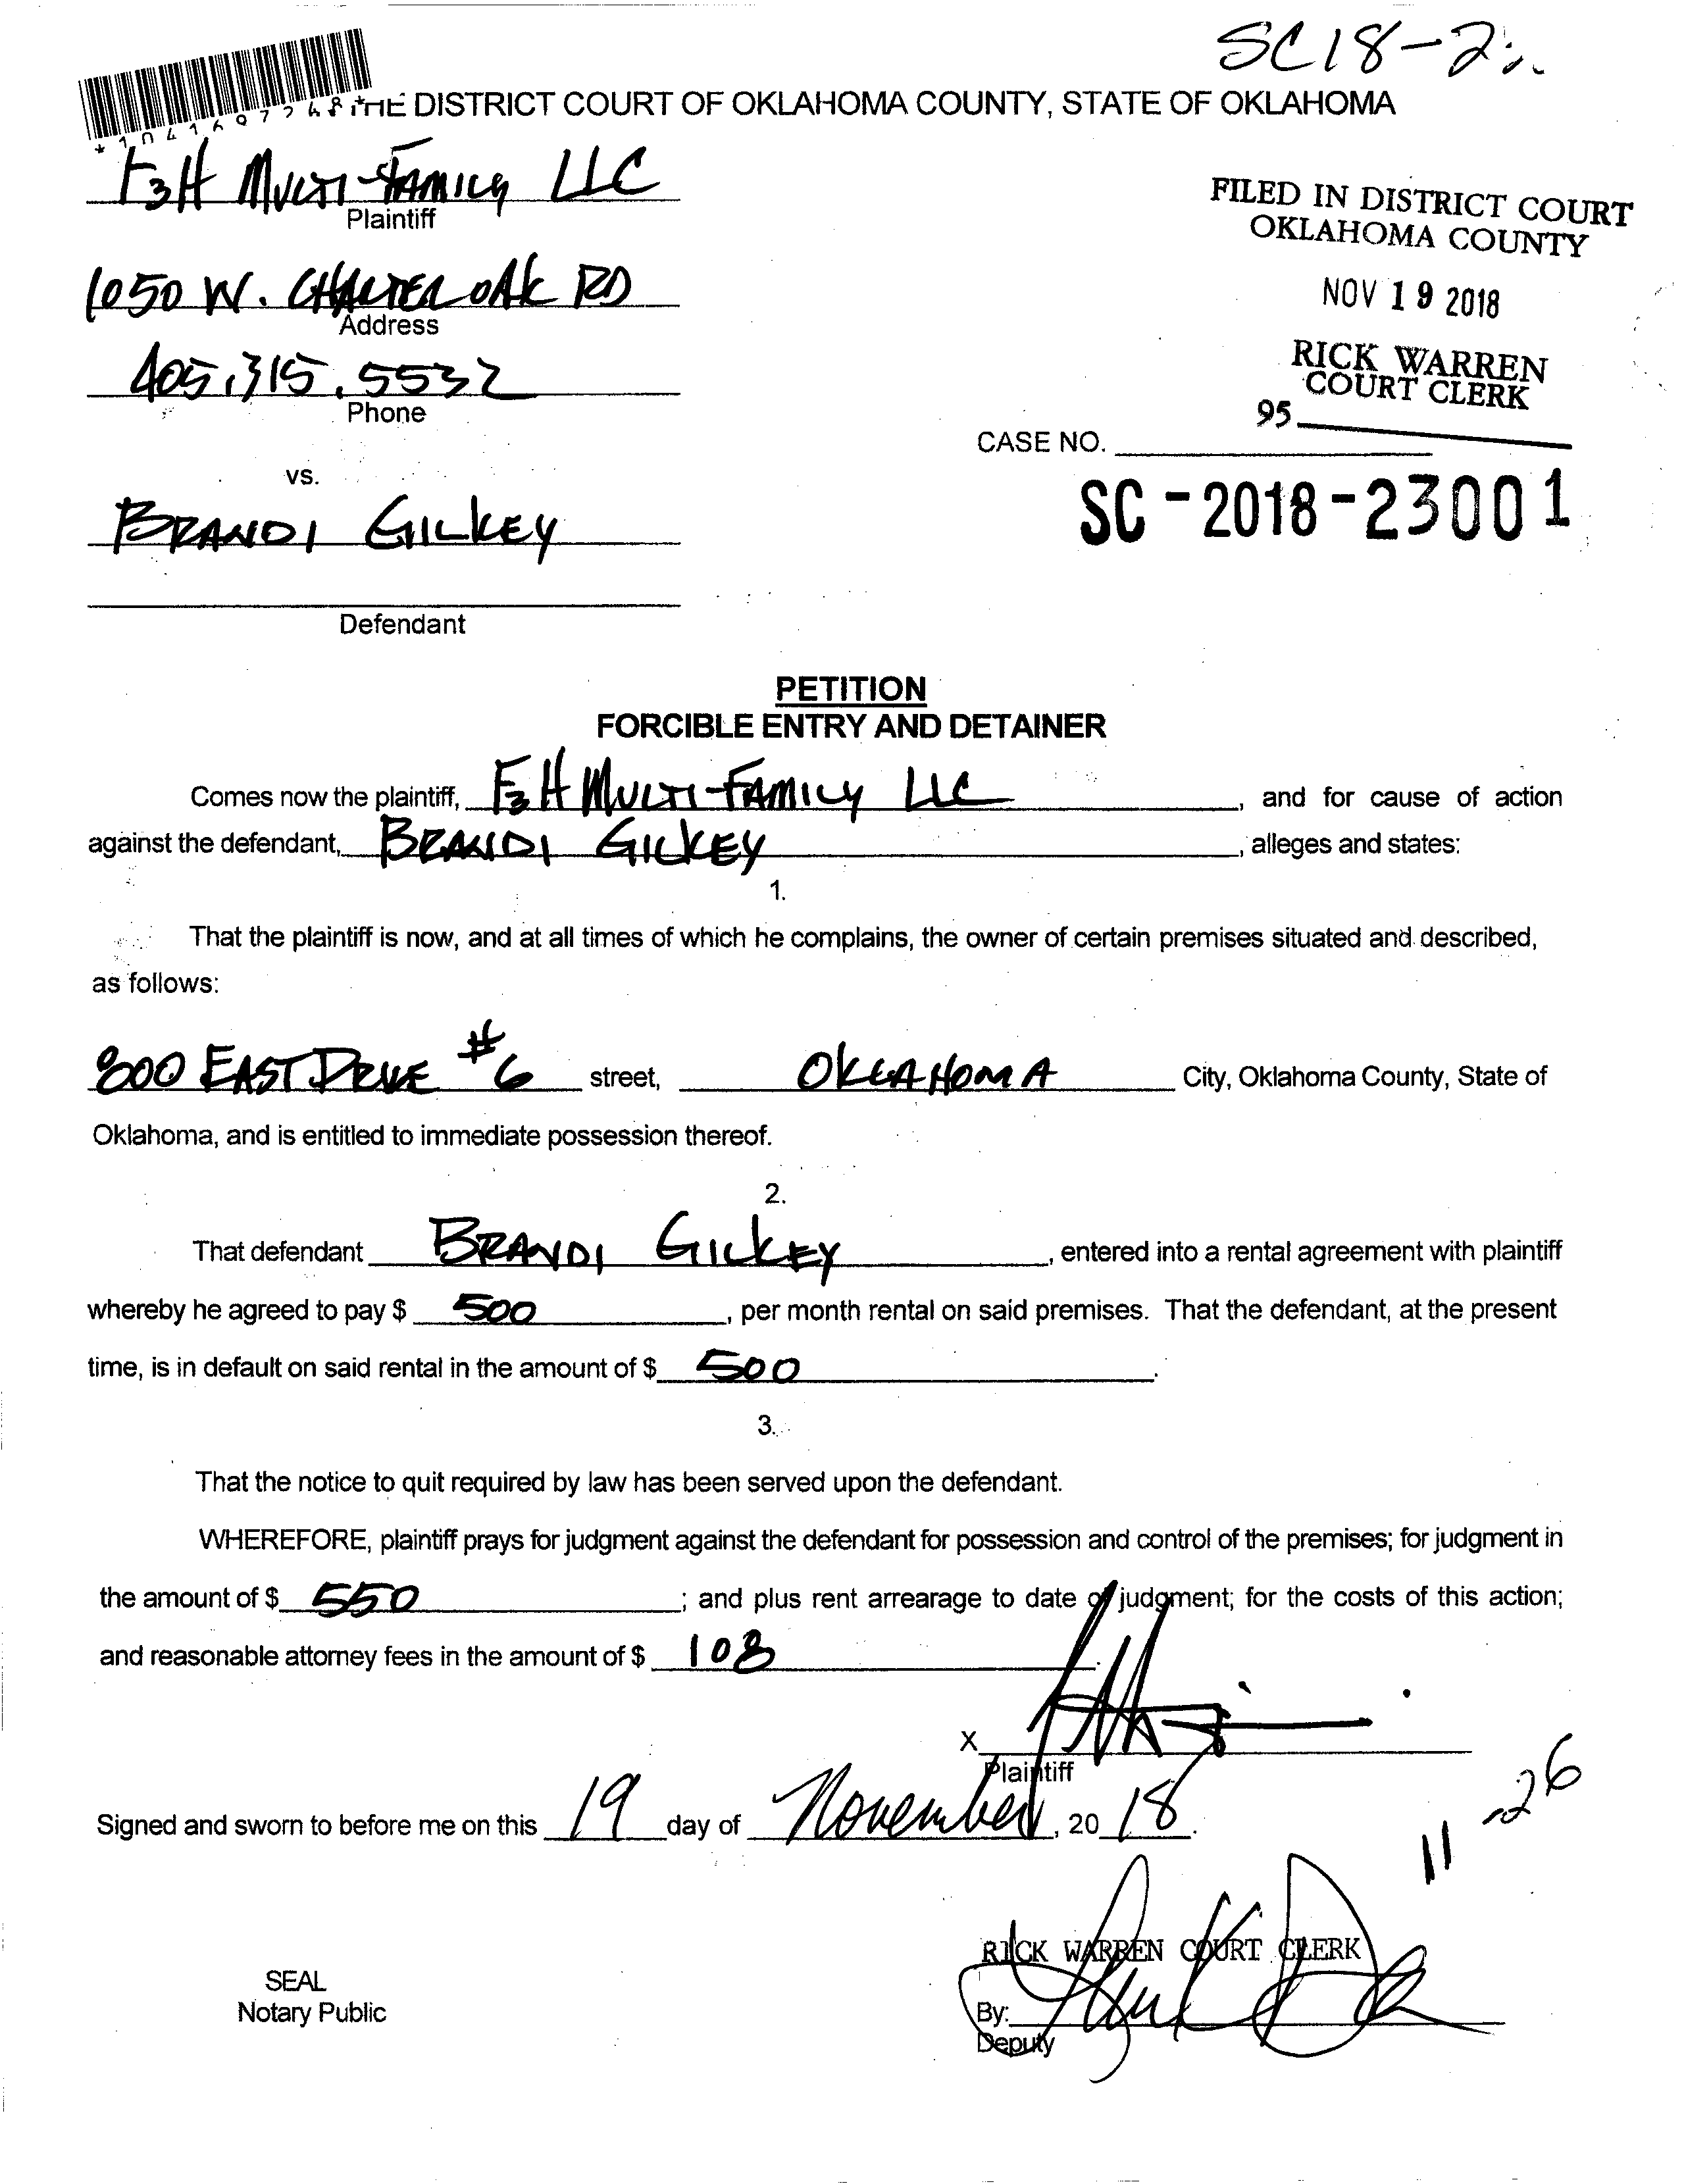 SC18-2
THE DISTRICT COURT OF OKLAHOMA COUNTY, STATE OF OKLAHOMA
F3H MULTI-FAMILY LLC
Plaintiff
FILED IN DISTRICT COURT
OKLAHOMA COUNTY
1050 W. CHARTER OAK RD
Address
NOV 19 2018
405.315.5532
Phone
RICK WARREN
COURT CLERK
95
CASE NO.
vs.
SC-2018-23001
BRANDI GILKEY
Defendant
PETITION
FORCIBLE ENTRY AND DETAINER
Comes now the plaintiff, F3H MULTI-FAMILY LLC, and for cause of action
against the defendant, BRANDI GILKEY, alleges and states:
1.
That the plaintiff is now, and at all times of which he complains, the owner of certain premises situated and described,
as follows:
800 EAST DRIVE #6 street, OKLAHOMA City, Oklahoma County, State of
Oklahoma, and is entitled to immediate possession thereof.
2.
That defendant BRANDI GILKEY, entered into a rental agreement with plaintiff
whereby he agreed to pay $ 500, per month rental on said premises. That the defendant, at the present
time, is in default on said rental in the amount of $ 500.
3.
That the notice to quit required by law has been served upon the defendant.
WHEREFORE, plaintiff prays for judgment against the defendant for possession and control of the premises; for judgment in
the amount of $ 550; and plus rent arrearage to date of judgment; for the costs of this action;
and reasonable attorney fees in the amount of $ 108.
X
Plaintiff
Signed and sworn to before me on this 19 day of November, 20 18.
11-26
RICK WARREN COURT CLERK
SEAL
Notary Public
By:
Deputy